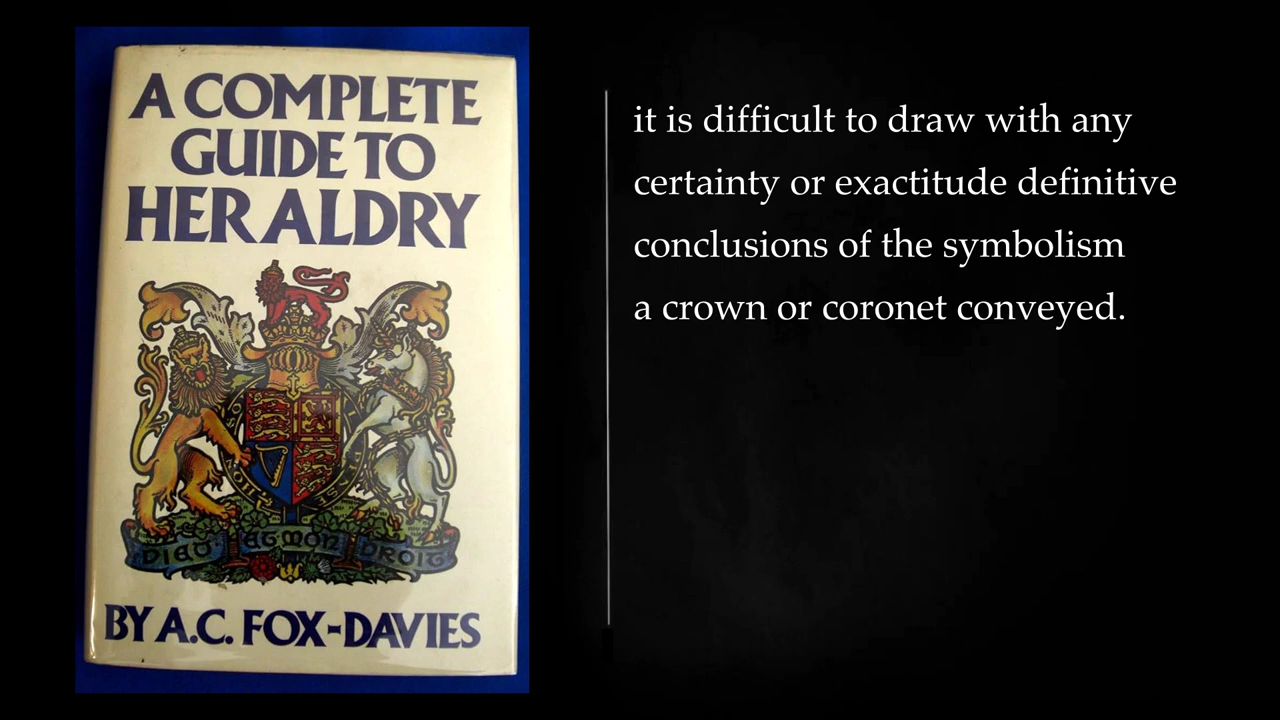 A COMPLETE
GUIDE TO
HERALDRY
DIEU ET MON DROIT
BY A.C. FOX-DAVIES
it is difficult to draw with any
certainty or exactitude definitive
conclusions of the symbolism
a crown or coronet conveyed.